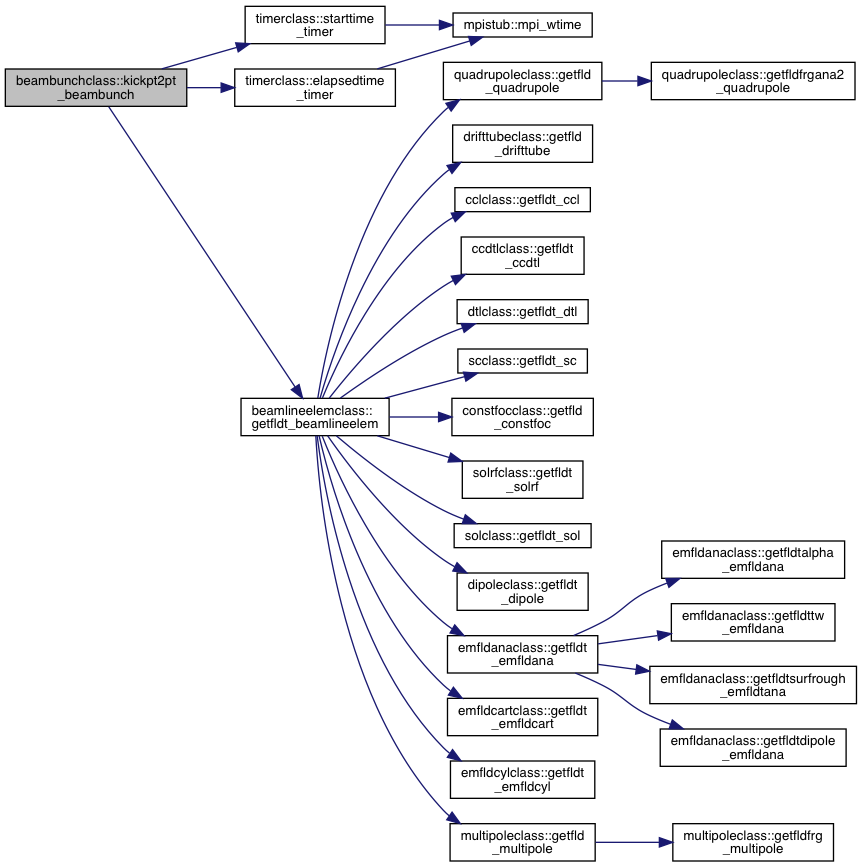 timerclass::starttime
_timer
mpistub::mpi_wtime
beambunchclass::kickpt2pt
_beambunch
timerclass::elapsedtime
_timer
quadrupoleclass::getfld
_quadrupole
quadrupoleclass::getfldfrgana2
_quadrupole
drifttubeclass::getfld
_drifttube
cclclass::getfldt_ccl
ccdtlclass::getfldt
_ccdtl
dtlclass::getfldt_dtl
scclass::getfldt_sc
beamlineelemclass::
getfldt_beamlineelem
constfocclass::getfld
_constfoc
solrfclass::getfldt
_solrf
solclass::getfldt_sol
dipoleclass::getfldt
_dipole
emfldanaclass::getfldt
_emfldana
emfldanaclass::getfldtalpha
_emfldana
emfldanaclass::getfldttw
_emfldana
emfldanaclass::getfldtsurfrough
_emfldtana
emfldanaclass::getfldtdipole
_emfldana
emfldcartclass::getfldt
_emfldcart
emfldcylclass::getfldt
_emfldcyl
multipoleclass::getfld
_multipole
multipoleclass::getfldfrg
_multipole